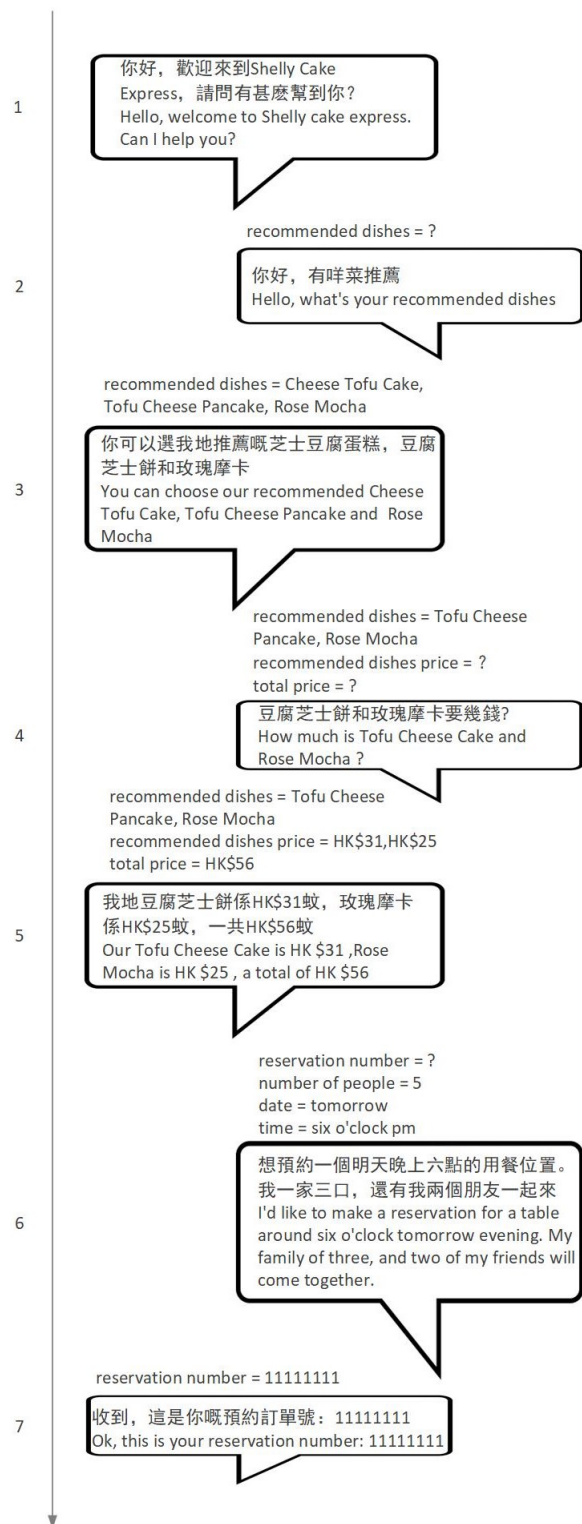 1
你好，歡迎來到Shelly Cake
Express，請問有甚麽幫到你？
Hello, welcome to Shelly cake express.
Can I help you?
recommended dishes = ?
2
你好，有咩菜推薦
Hello, what's your recommended dishes
recommended dishes = Cheese Tofu Cake,
Tofu Cheese Pancake, Rose Mocha
3
你可以選我地推薦嘅芝士豆腐蛋糕，豆腐
芝士餅和玫瑰摩卡
You can choose our recommended Cheese
Tofu Cake, Tofu Cheese Pancake and Rose
Mocha
recommended dishes = Tofu Cheese
Pancake, Rose Mocha
recommended dishes price = ?
total price = ?
4
豆腐芝士餅和玫瑰摩卡要幾錢?
How much is Tofu Cheese Cake and
Rose Mocha ?
recommended dishes = Tofu Cheese
Pancake, Rose Mocha
recommended dishes price = HK$31,HK$25
total price = HK$56
5
我地豆腐芝士餅係HK$31蚊，玫瑰摩卡
係HK$25蚊，一共HK$56蚊
Our Tofu Cheese Cake is HK $31 ,Rose
Mocha is HK $25 , a total of HK $56
reservation number = ?
number of people = 5
date = tomorrow
time = six o'clock pm
6
想預約一個明天晚上六點的用餐位置。
我一家三口，還有我兩個朋友一起來
I'd like to make a reservation for a table
around six o'clock tomorrow evening. My
family of three, and two of my friends will
come together.
reservation number = 11111111
7
收到，這是你嘅預約訂單號：11111111
Ok, this is your reservation number: 11111111